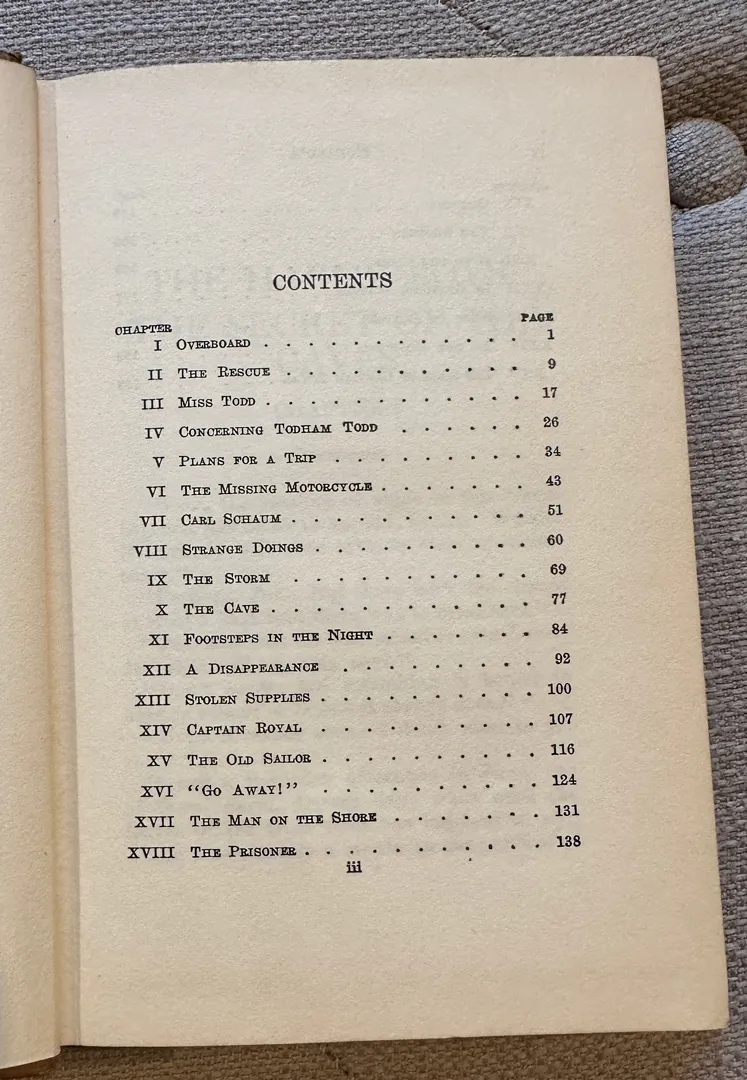 CONTENTS
CHAPTER PAGE
I OVERBOARD . . . . . . . . . . . . 1
II THE RESCUE . . . . . . . . . . . 9
III MISS TODD . . . . . . . . . . . . 17
IV CONCERNING TODHAM TODD . . . . . . 26
V PLANS FOR A TRIP . . . . . . . . . 34
VI THE MISSING MOTORCYCLE . . . . . . . 43
VII CARL SCHAUM . . . . . . . . . . . 51
VIII STRANGE DOINGS . . . . . . . . . . 60
IX THE STORM . . . . . . . . . . . 69
X THE CAVE . . . . . . . . . . . . 77
XI FOOTSTEPS IN THE NIGHT . . . . . . . 84
XII A DISAPPEARANCE . . . . . . . . . 92
XIII STOLEN SUPPLIES . . . . . . . . . . 100
XIV CAPTAIN ROYAL . . . . . . . . . . 107
XV THE OLD SAILOR . . . . . . . . . . 116
XVI "GO AWAY!" . . . . . . . . . . 124
XVII THE MAN ON THE SHORE . . . . . . . 131
XVIII THE PRISONER . . . . . . . . . . . 138
iii